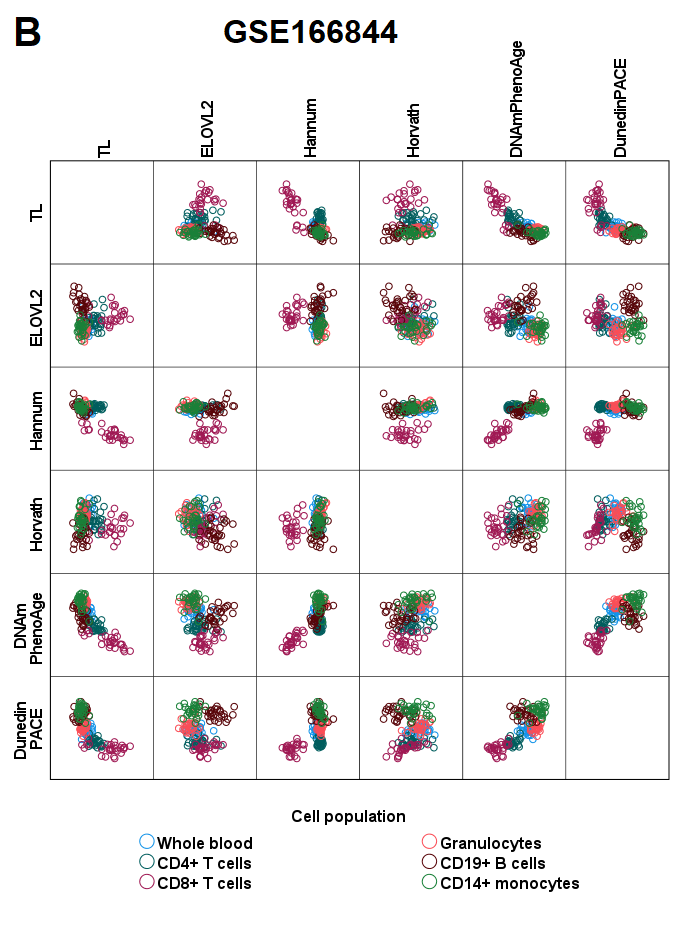 B
GSE166844
TL
ELOVL2
Hannum
Horvath
DNAmPhenoAge
DunedinPACE
TL
ELOVL2
Hannum
Horvath
DNAm
PhenoAge
Dunedin
PACE
Cell population
Whole blood
Granulocytes
CD4+ T cells
CD19+ B cells
CD8+ T cells
CD14+ monocytes